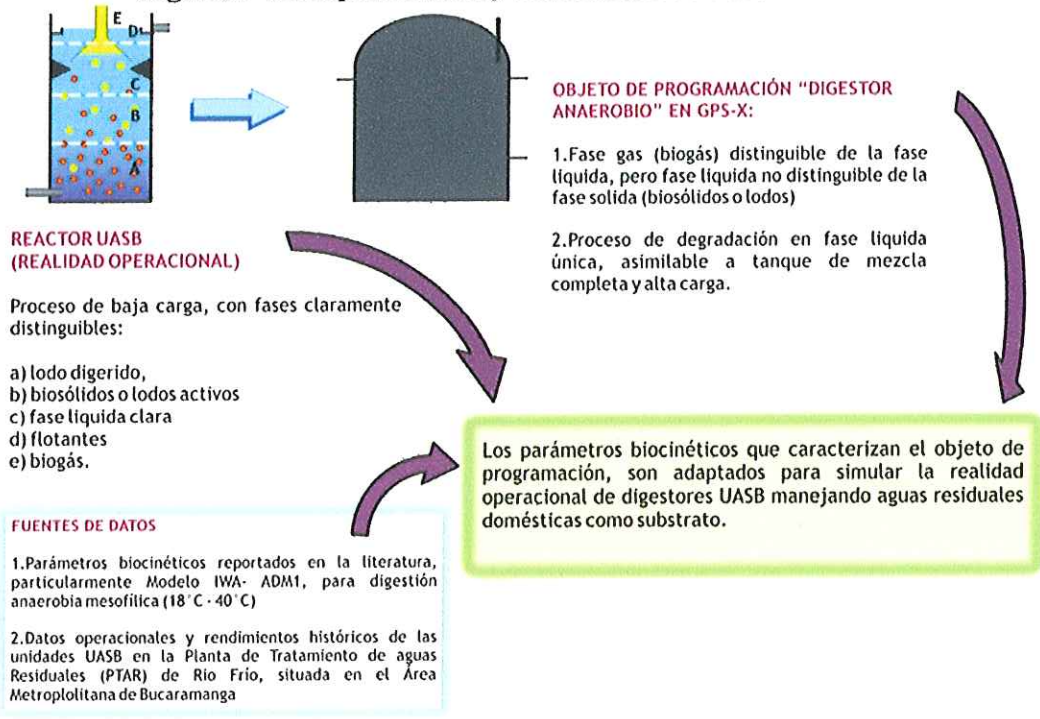 E
D
C
B
A
OBJETO DE PROGRAMACIÓN "DIGESTOR
ANAEROBIO" EN GPS-X:
1.Fase gas (biogás) distinguible de la fase
liquida, pero fase liquida no distinguible de la
fase solida (biosólidos o lodos)
2.Proceso de degradación en fase liquida
única, asimilable a tanque de mezcla
completa y alta carga.
REACTOR UASB
(REALIDAD OPERACIONAL)
Proceso de baja carga, con fases claramente
distinguibles:
a) lodo digerido,
b) biosólidos o lodos activos
c) fase liquida clara
d) flotantes
e) biogás.
Los parámetros biocinéticos que caracterizan el objeto de
programación, son adaptados para simular la realidad
operacional de digestores UASB manejando aguas residuales
domésticas como substrato.
FUENTES DE DATOS
1.Parámetros biocinéticos reportados en la literatura,
particularmente Modelo IWA- ADM1, para digestión
anaerobia mesofílica (18°C - 40°C)
2.Datos operacionales y rendimientos históricos de las
unidades UASB en la Planta de Tratamiento de aguas
Residuales (PTAR) de Rio Frio, situada en el Área
Metroplolitana de Bucaramanga